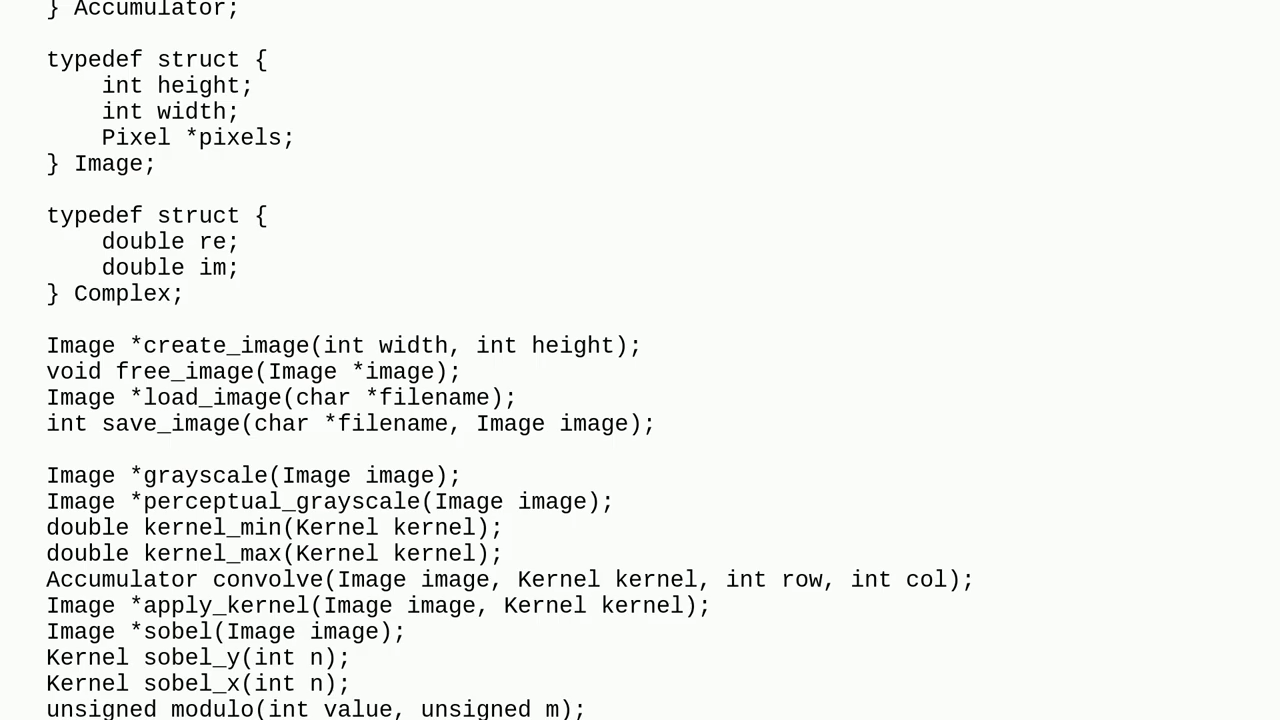 } Accumulator;

typedef struct {
    int height;
    int width;
    Pixel *pixels;
} Image;

typedef struct {
    double re;
    double im;
} Complex;

Image *create_image(int width, int height);
void free_image(Image *image);
Image *load_image(char *filename);
int save_image(char *filename, Image image);

Image *grayscale(Image image);
Image *perceptual_grayscale(Image image);
double kernel_min(Kernel kernel);
double kernel_max(Kernel kernel);
Accumulator convolve(Image image, Kernel kernel, int row, int col);
Image *apply_kernel(Image image, Kernel kernel);
Image *sobel(Image image);
Kernel sobel_y(int n);
Kernel sobel_x(int n);
unsigned modulo(int value, unsigned m);